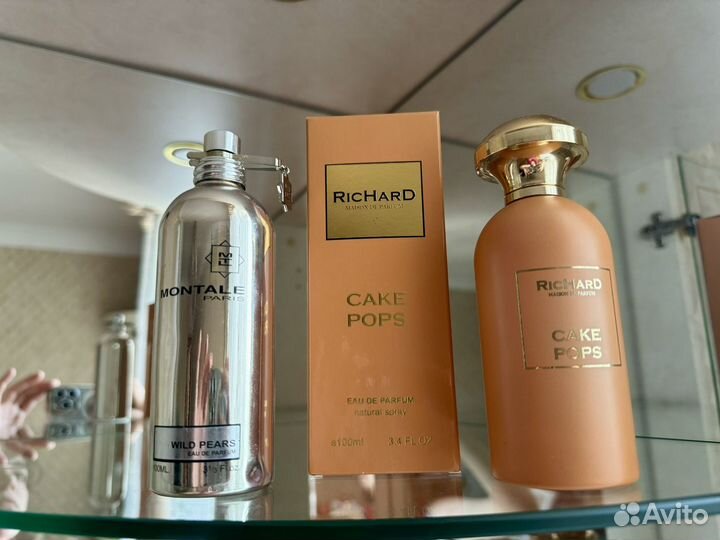 MONTALE
PARIS
WILD PEARS
EAU DE PARFUM
100ML
RICHARD
MAISON DE PARFUM
CAKE
POPS
EAU DE PARFUM
natural spray
e100ml 3.4 FL OZ
RICHARD
MAISON DE PARFUM
CAKE
POPS
Avito